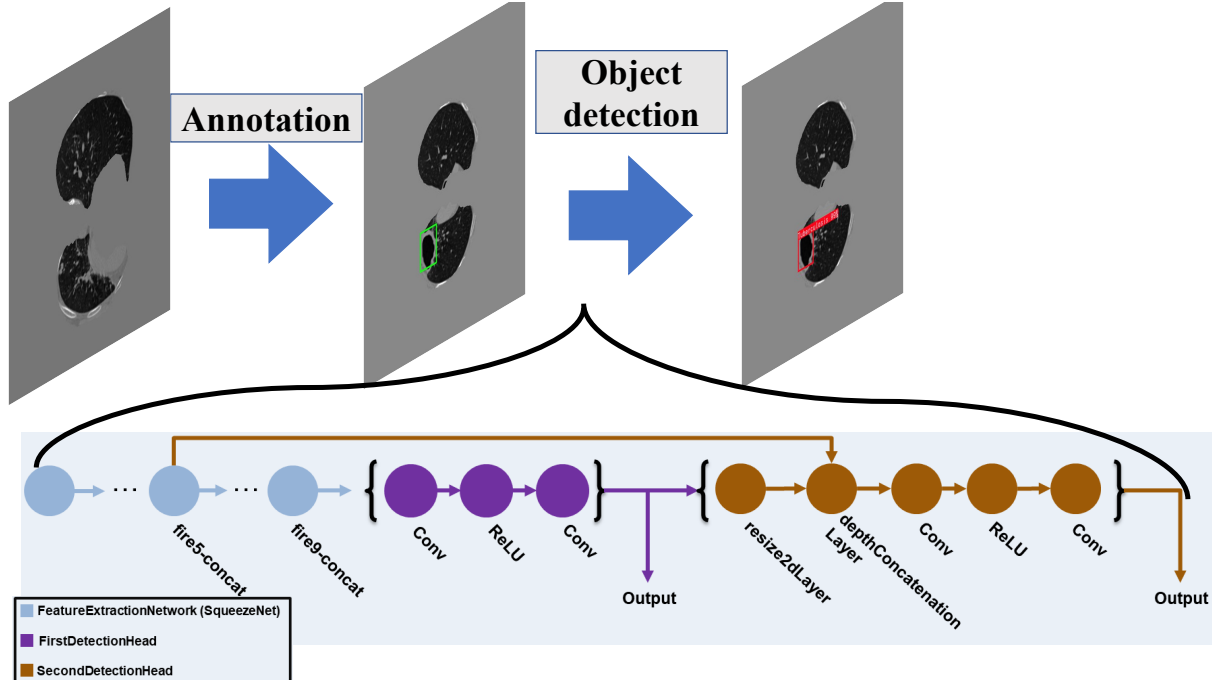 Annotation
Object
detection
fire5-concat
fire9-concat
Conv
ReLU
Conv
resize2dLayer
depthConcatenation
Layer
Conv
ReLU
Conv
Output
Output
FeatureExtractionNetwork (SqueezeNet)
FirstDetectionHead
SecondDetectionHead